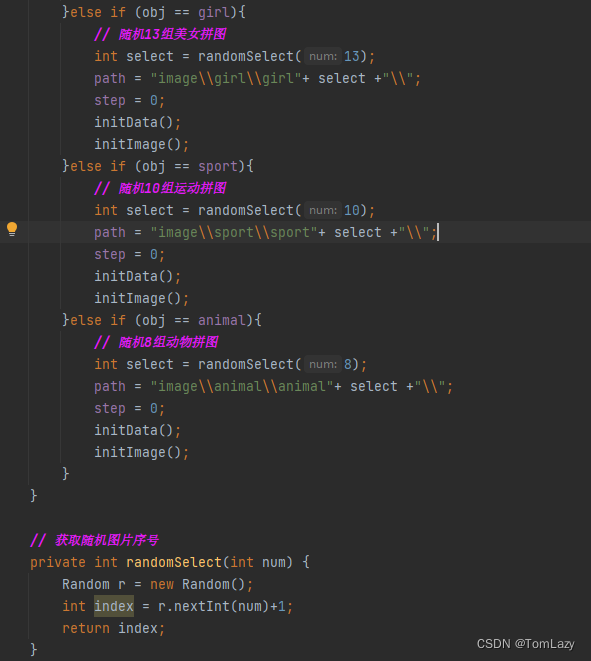 }else if (obj == girl){
// 随机13组美女拼图
int select = randomSelect( num: 13);
path = "image\\girl\\girl"+ select +"\\";
step = 0;
initData();
initImage();
}else if (obj == sport){
// 随机10组运动拼图
int select = randomSelect( num: 10);
path = "image\\sport\\sport"+ select +"\\";
step = 0;
initData();
initImage();
}else if (obj == animal){
// 随机8组动物拼图
int select = randomSelect( num: 8);
path = "image\\animal\\animal"+ select +"\\";
step = 0;
initData();
initImage();
}
}
// 获取随机图片序号
private int randomSelect(int num) {
Random r = new Random();
int index = r.nextInt(num)+1;
return index;
}
CSDN @TomLazy